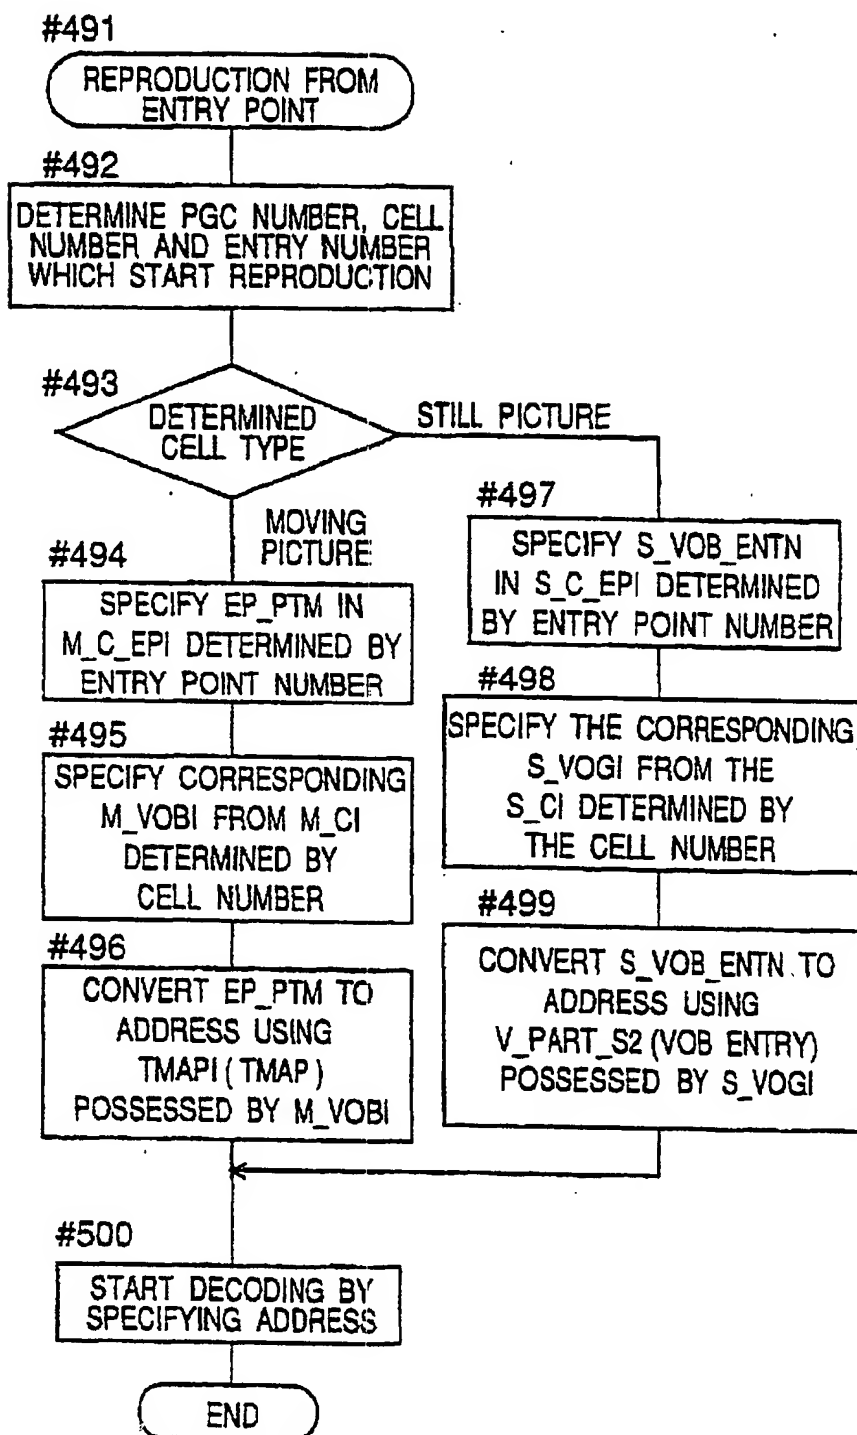 #491
REPRODUCTION FROM
ENTRY POINT
#492
DETERMINE PGC NUMBER, CELL
NUMBER AND ENTRY NUMBER
WHICH START REPRODUCTION
#493
DETERMINED
CELL TYPE
STILL PICTURE
MOVING
PICTURE
#494
SPECIFY EP_PTM IN
M_C_EPI DETERMINED BY
ENTRY POINT NUMBER
#495
SPECIFY CORRESPONDING
M_VOBI FROM M_CI
DETERMINED BY
CELL NUMBER
#496
CONVERT EP_PTM TO
ADDRESS USING
TMAPI (TMAP)
POSSESSED BY M_VOBI
#497
SPECIFY S_VOB_ENTN
IN S_C_EPI DETERMINED
BY ENTRY POINT NUMBER
#498
SPECIFY THE CORRESPONDING
S_VOGI FROM THE
S_CI DETERMINED BY
THE CELL NUMBER
#499
CONVERT S_VOB_ENTN TO
ADDRESS USING
V_PART_S2 (VOB ENTRY)
POSSESSED BY S_VOGI
#500
START DECODING BY
SPECIFYING ADDRESS
END